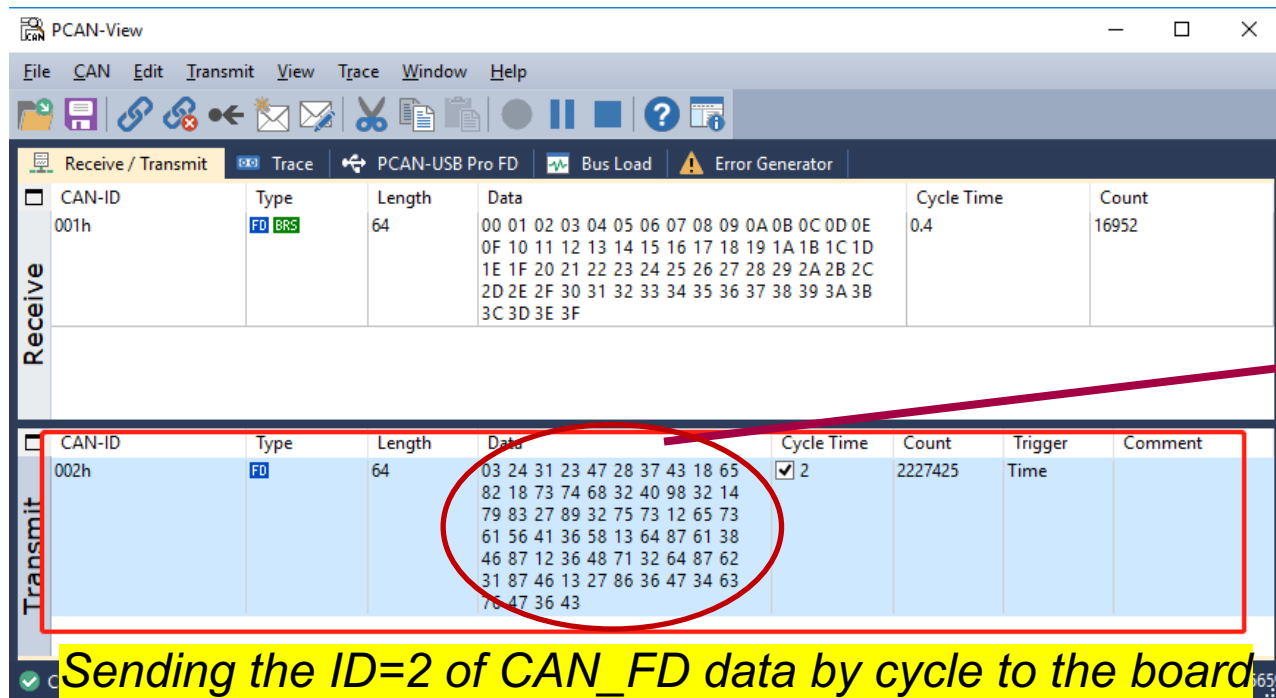 PCAN-View
File CAN Edit Transmit View Trace Window Help
Receive / Transmit Trace PCAN-USB Pro FD Bus Load Error Generator
CAN-ID Type Length Data Cycle Time Count
001h FD BRS 64 00 01 02 03 04 05 06 07 08 09 0A 0B 0C 0D 0E 0.4 16952
0F 10 11 12 13 14 15 16 17 18 19 1A 1B 1C 1D
1E 1F 20 21 22 23 24 25 26 27 28 29 2A 2B 2C
2D 2E 2F 30 31 32 33 34 35 36 37 38 39 3A 3B
3C 3D 3E 3F
Receive
CAN-ID Type Length Data Cycle Time Count Trigger Comment
002h FD 64 03 24 31 23 47 28 37 43 18 65 2 2227425 Time
82 18 73 74 68 32 40 98 32 14
79 83 27 89 32 75 73 12 65 73
61 56 41 36 58 13 64 87 61 38
46 87 12 36 48 71 32 64 87 62
31 87 46 13 27 86 36 47 34 63
76 47 36 43
Transmit
Sending the ID=2 of CAN_FD data by cycle to the board